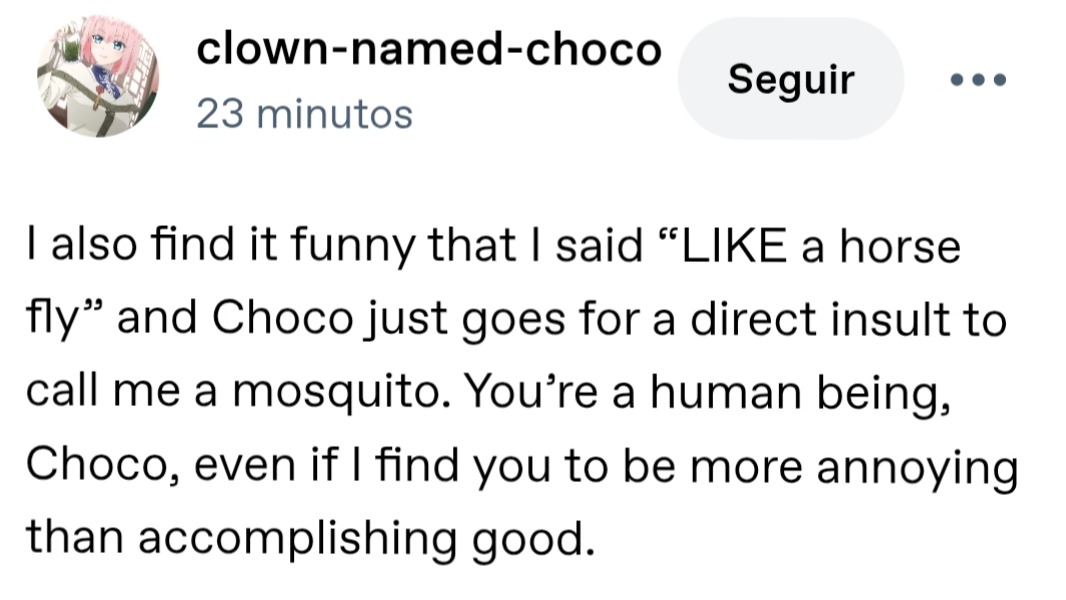 clown-named-choco
Seguir
23 minutos
I also find it funny that I said “LIKE a horse
fly” and Choco just goes for a direct insult to
call me a mosquito. You’re a human being,
Choco, even if I find you to be more annoying
than accomplishing good.